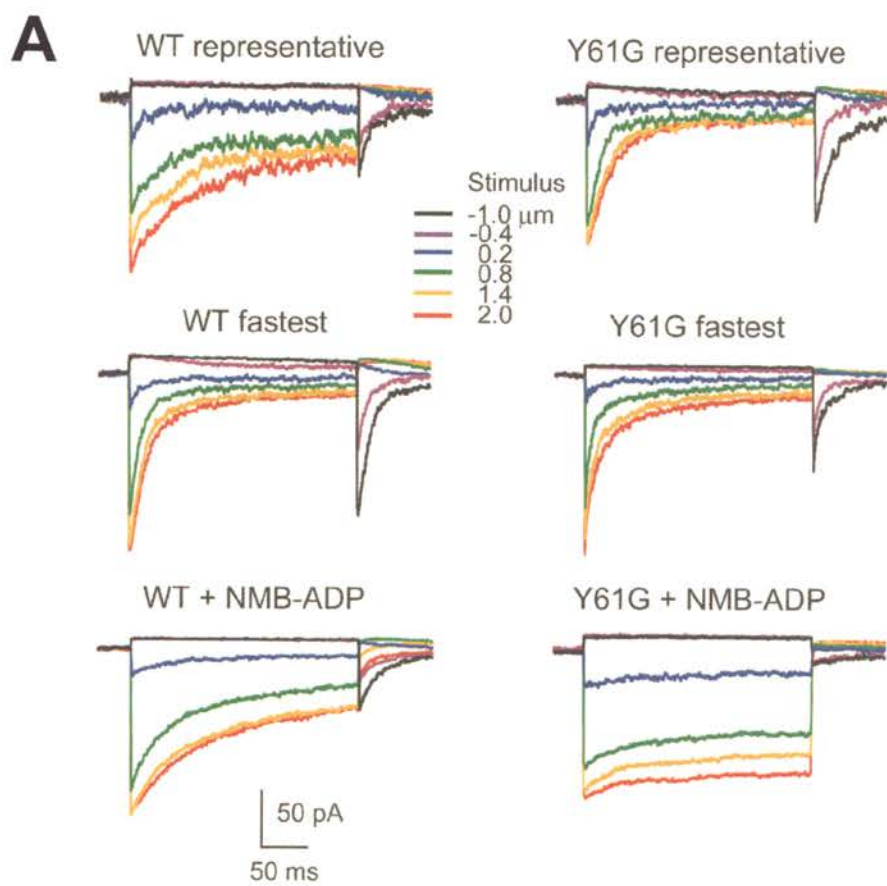 A
WT representative
Y61G representative
Stimulus
-1.0 μm
-0.4
0.2
0.8
1.4
2.0
WT fastest
Y61G fastest
WT + NMB-ADP
Y61G + NMB-ADP
50 pA
50 ms